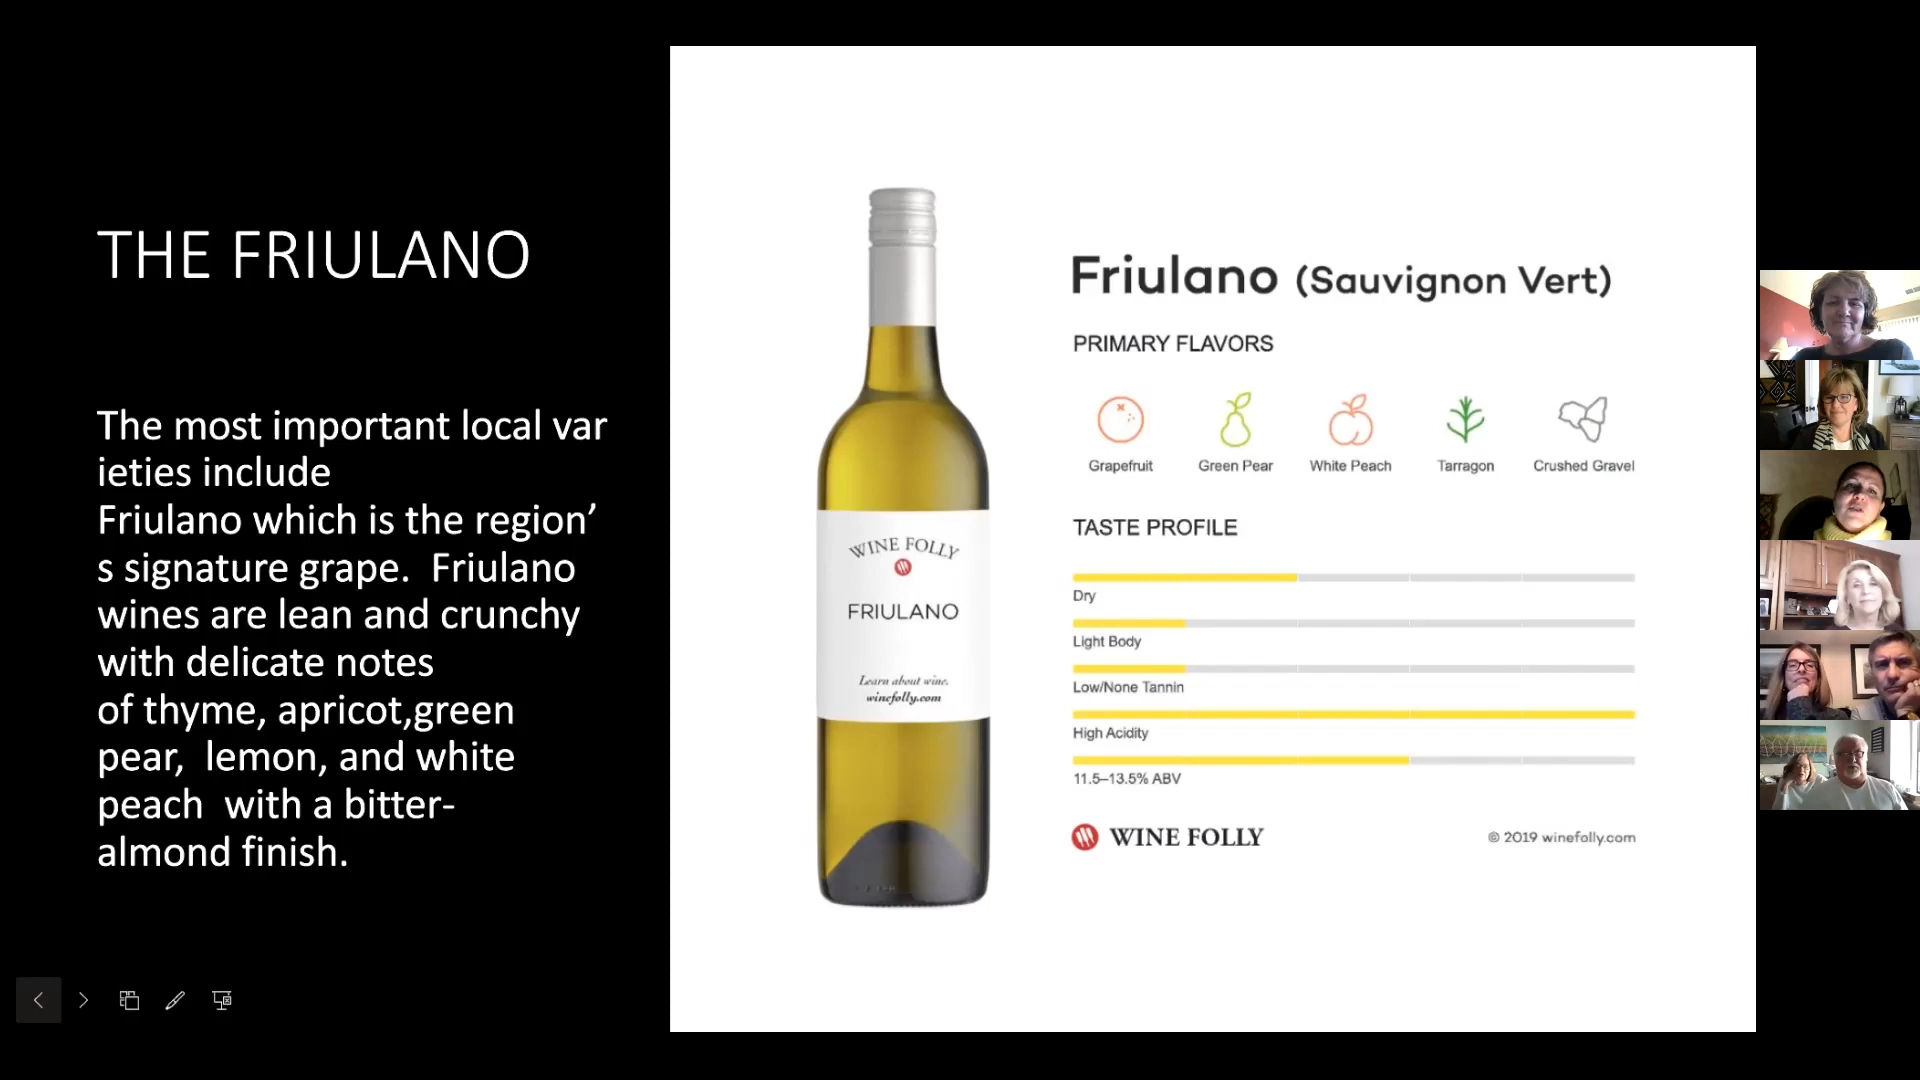 THE FRIULANO
The most important local var
ieties include
Friulano which is the region’
s signature grape.  Friulano
wines are lean and crunchy
with delicate notes
of thyme, apricot,green
pear,  lemon, and white
peach  with a bitter-
almond finish.
WINE FOLLY
FRIULANO
Learn about wine.
winefolly.com
Friulano (Sauvignon Vert)
PRIMARY FLAVORS
Grapefruit Green Pear White Peach Tarragon Crushed Gravel
TASTE PROFILE
Dry
Light Body
Low/None Tannin
High Acidity
11.5–13.5% ABV
WINE FOLLY
© 2019 winefolly.com